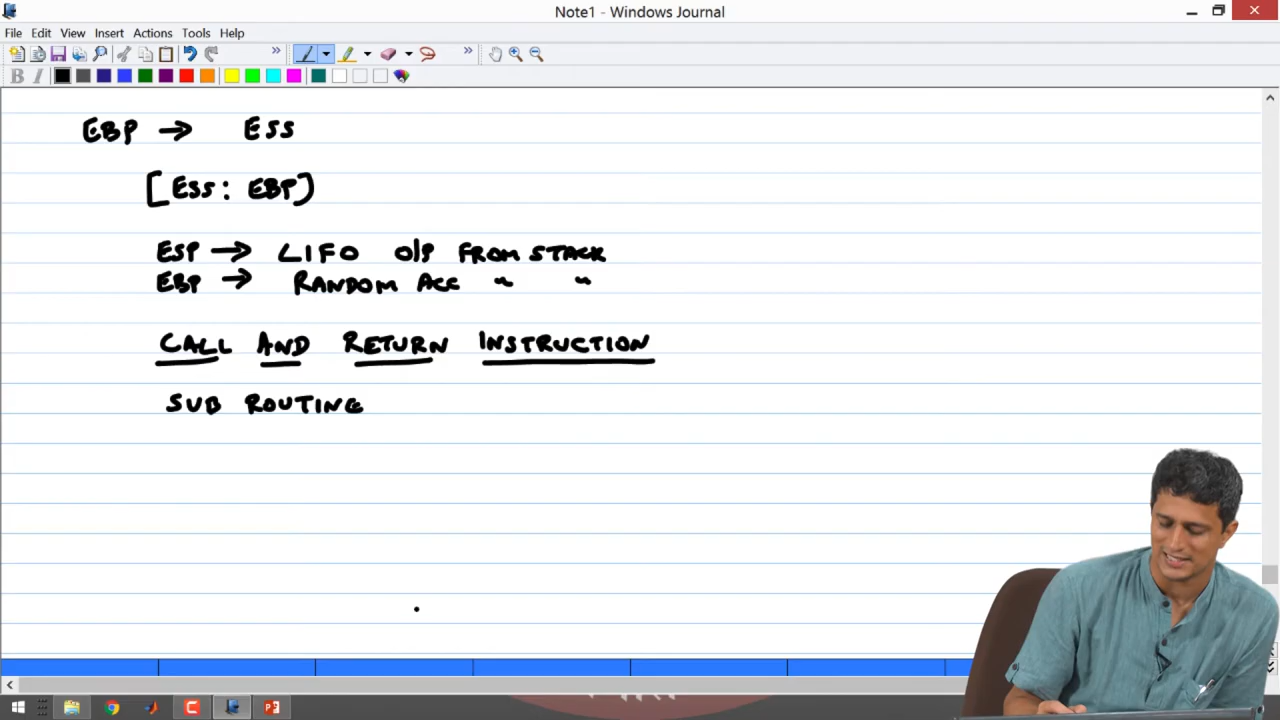 Note1 - Windows Journal
File Edit View Insert Actions Tools Help
B I
EBP → ESS
[ESS: EBP]
ESP → LIFO O/P FROM STACK
EBP → RANDOM ACC " "
CALL AND RETURN INSTRUCTION
SUB ROUTINE